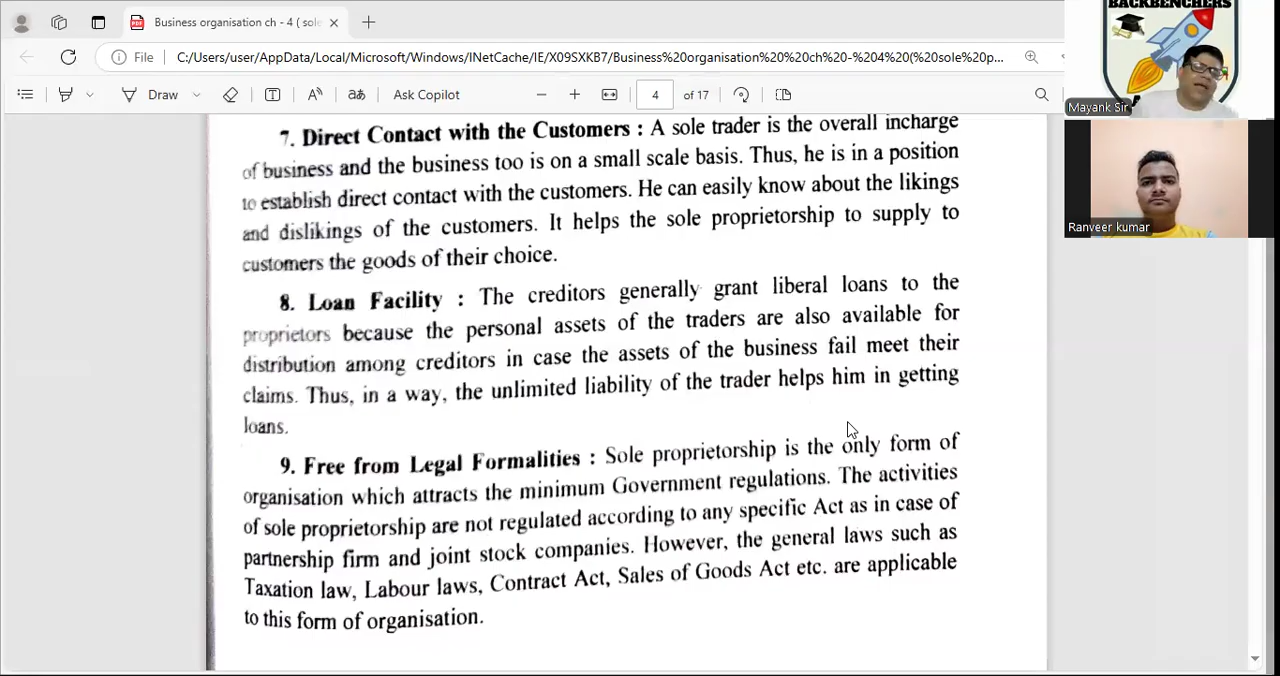 Business organisation ch - 4 ( sole
File
C:/Users/user/AppData/Local/Microsoft/Windows/INetCache/IE/X09SXKB7/Business%20organisation%20%20ch%20-%204%20(%20sole%20p...
Draw
Ask Copilot
4 of 17
BACKBENCHERS
Mayank Sir
Ranveer kumar
7. Direct Contact with the Customers : A sole trader is the overall incharge
of business and the business too is on a small scale basis. Thus, he is in a position
to establish direct contact with the customers. He can easily know about the likings
and dislikings of the customers. It helps the sole proprietorship to supply to
customers the goods of their choice.
8. Loan Facility : The creditors generally grant liberal loans to the
proprietors because the personal assets of the traders are also available for
distribution among creditors in case the assets of the business fail meet their
claims. Thus, in a way, the unlimited liability of the trader helps him in getting
loans.
9. Free from Legal Formalities : Sole proprietorship is the only form of
organisation which attracts the minimum Government regulations. The activities
of sole proprietorship are not regulated according to any specific Act as in case of
partnership firm and joint stock companies. However, the general laws such as
Taxation law, Labour laws, Contract Act, Sales of Goods Act etc. are applicable
to this form of organisation.